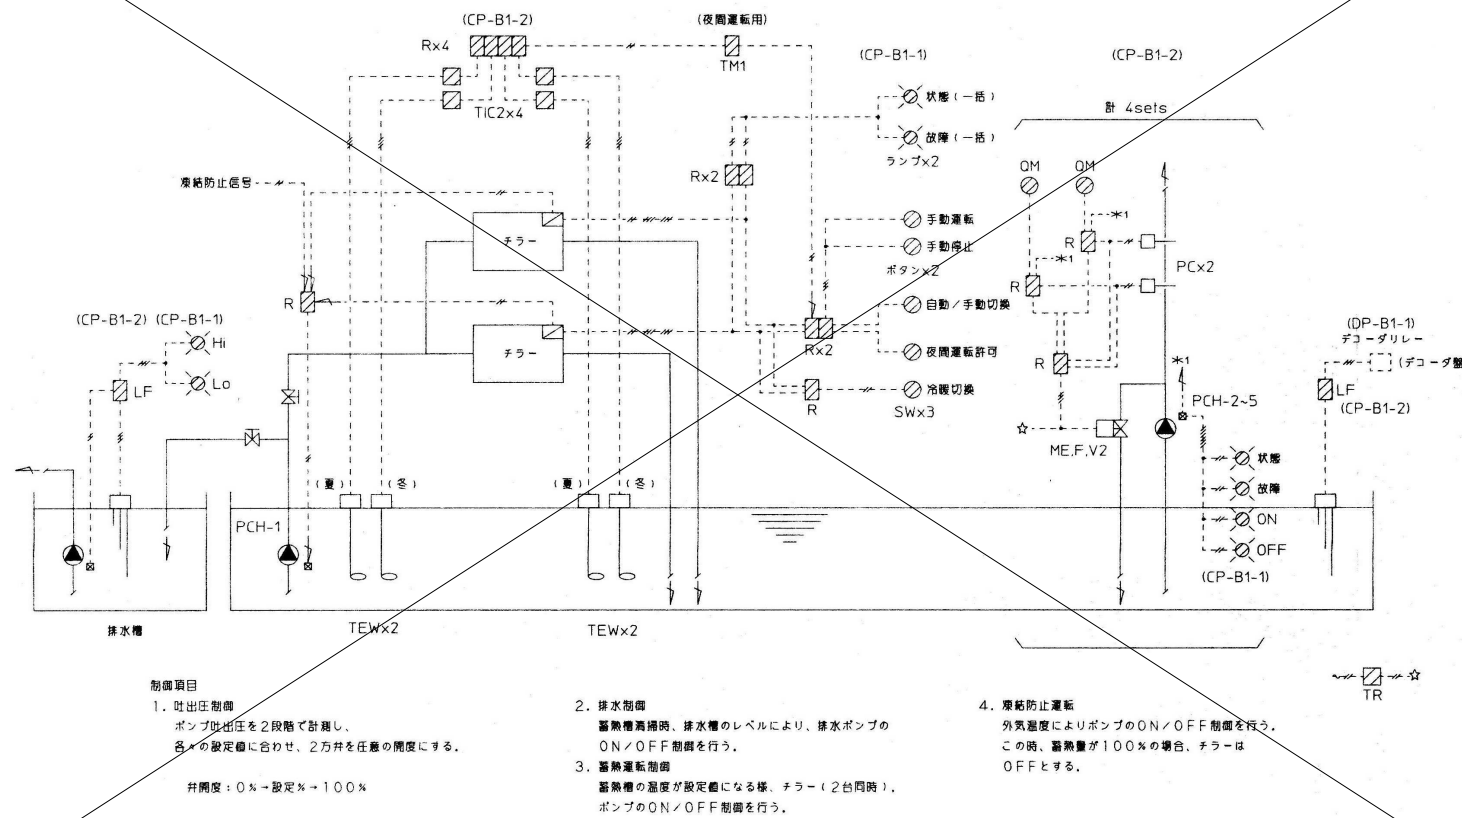 (CP-B1-2)
(夜間運転用)
Rx4
TM1
(CP-B1-1)
(CP-B1-2)
TIC2x4
状態(一括)
故障(一括)
ランプx2
計 4sets
凍結防止信号
Rx2
QM
QM
チラー
手動運転
手動停止
ボタンx2
*1
R
*1
R
PCx2
R
自動/手動切換
Rx2
夜間運転許可
(CP-B1-2) (CP-B1-1)
Hi
Lo
LF
チラー
R
冷暖切換
SWx3
R
*1
PCH-2~5
(DP-B1-1)
デコーダリレー
(デコーダ盤
LF
(CP-B1-2)
☆
ME,F,V2
状態
故障
ON
OFF
(CP-B1-1)
(夏)
(冬)
(夏)
(冬)
PCH-1
排水槽
TEWx2
TEWx2
☆
TR
制御項目
1. 吐出圧制御
ポンプ吐出圧を2段階で計測し、
各々の設定値に合わせ、2方弁を任意の開度にする。
弁開度:0%→設定%→100%
2. 排水制御
蓄熱槽清掃時、排水槽のレベルにより、排水ポンプの
ON/OFF制御を行う。
3. 蓄熱運転制御
蓄熱槽の温度が設定値になる様、チラー(2台同時)、
ポンプのON/OFF制御を行う。
4. 凍結防止運転
外気温度によりポンプのON/OFF制御を行う。
この時、蓄熱量が100%の場合、チラーは
OFFとする。